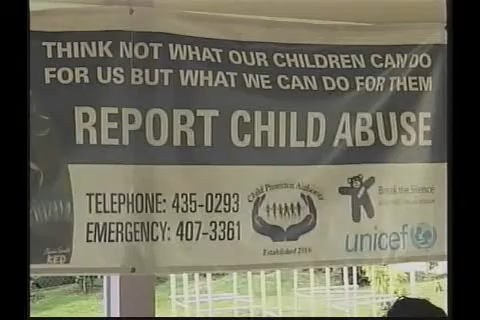 THINK NOT WHAT OUR CHILDREN CAN DO
FOR US BUT WHAT WE CAN DO FOR THEM
REPORT CHILD ABUSE
TELEPHONE: 435-0293
EMERGENCY: 407-3361
Child Protection Authority
Established 2010
Break the Silence
unicef